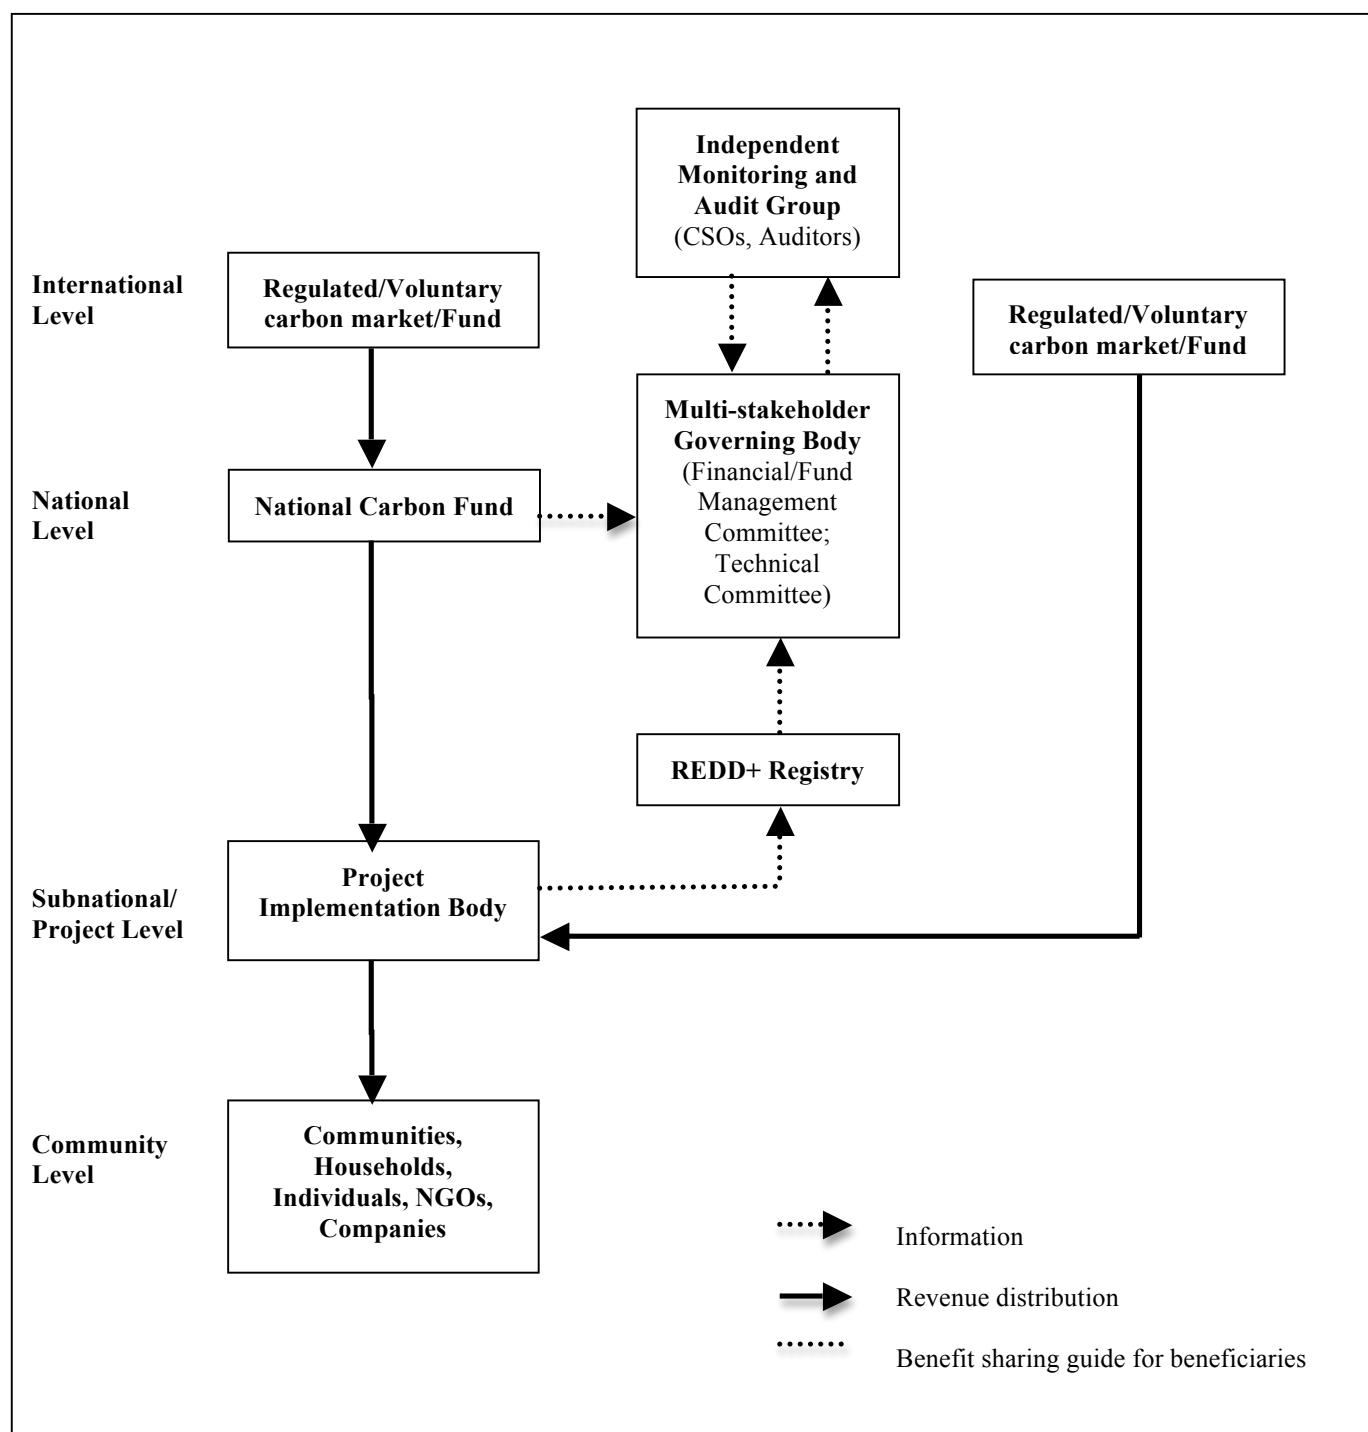 Independent
Monitoring and
Audit Group
(CSOs, Auditors)
International
Level
Regulated/Voluntary
carbon market/Fund
Regulated/Voluntary
carbon market/Fund
Multi-stakeholder
Governing Body
(Financial/Fund
Management
Committee;
Technical
Committee)
National
Level
National Carbon Fund
REDD+ Registry
Subnational/
Project Level
Project
Implementation Body
Community
Level
Communities,
Households,
Individuals, NGOs,
Companies
Information
Revenue distribution
Benefit sharing guide for beneficiaries